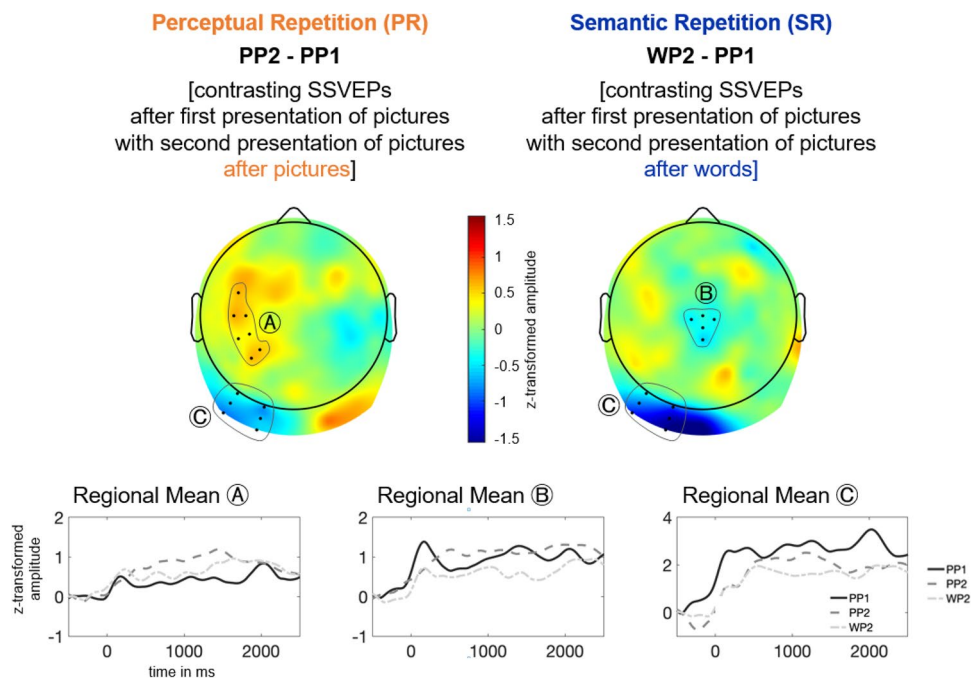 Perceptual Repetition (PR)
PP2 - PP1
[contrasting SSVEPs
after first presentation of pictures
with second presentation of pictures
after pictures]
Semantic Repetition (SR)
WP2 - PP1
[contrasting SSVEPs
after first presentation of pictures
with second presentation of pictures
after words]
A
C
1.5
1
0.5
0
-0.5
-1
-1.5
z-transformed amplitude
B
C
Regional Mean Ⓐ
z-transformed
amplitude
2
1
0
-1
0
1000
2000
time in ms
Regional Mean Ⓑ
2
1
0
-1
0
1000
2000
Regional Mean Ⓒ
4
2
0
0
1000
2000
PP1
PP2
WP2
PP1
PP2
WP2